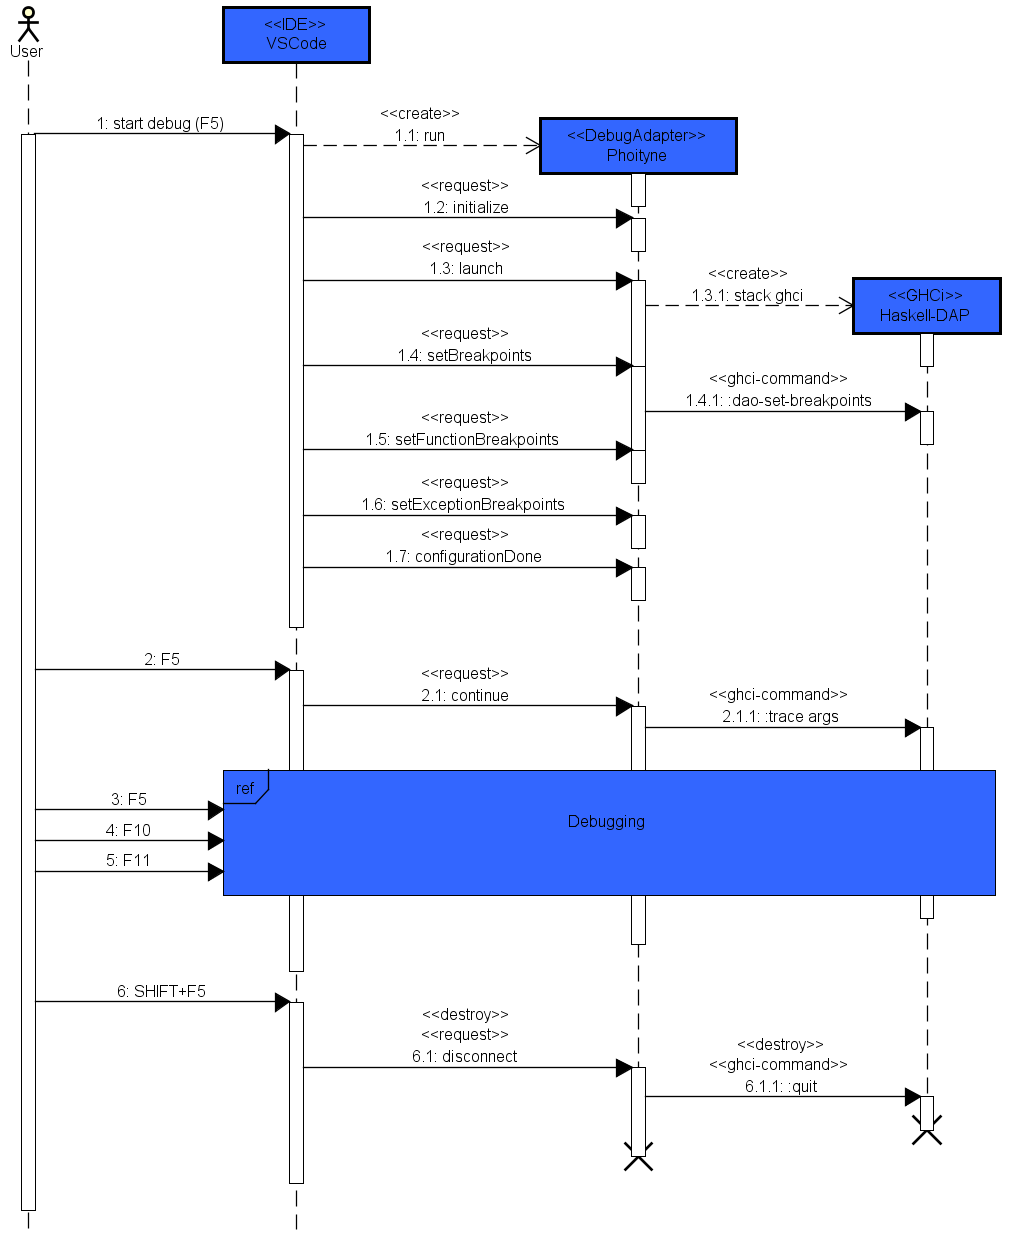 User
<<IDE>>
VSCode
1: start debug (F5)
<<create>>
1.1: run
<<DebugAdapter>>
Phoityne
<<request>>
1.2: initialize
<<request>>
1.3: launch
<<create>>
1.3.1: stack ghci
<<GHCi>>
Haskell-DAP
<<request>>
1.4: setBreakpoints
<<ghci-command>>
1.4.1: :dao-set-breakpoints
<<request>>
1.5: setFunctionBreakpoints
<<request>>
1.6: setExceptionBreakpoints
<<request>>
1.7: configurationDone
2: F5
<<request>>
2.1: continue
<<ghci-command>>
2.1.1: :trace args
ref
3: F5
Debugging
4: F10
5: F11
6: SHIFT+F5
<<destroy>>
<<request>>
6.1: disconnect
<<destroy>>
<<ghci-command>>
6.1.1: :quit